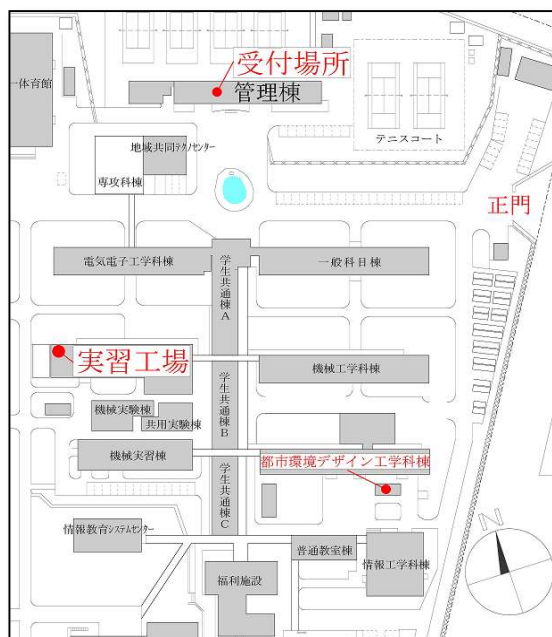 受付場所
管理棟
一体育館
テニスコート
地域共同テクノセンター
専攻科棟
正門
電気電子工学科棟
学生共通棟A
一般科目棟
実習工場
機械工学科棟
学生共通棟B
機械実験棟
共用実験棟
機械実習棟
都市環境デザイン工学科棟
学生共通棟C
情報教育システムセンター
普通教室棟
情報工学科棟
福利施設
N